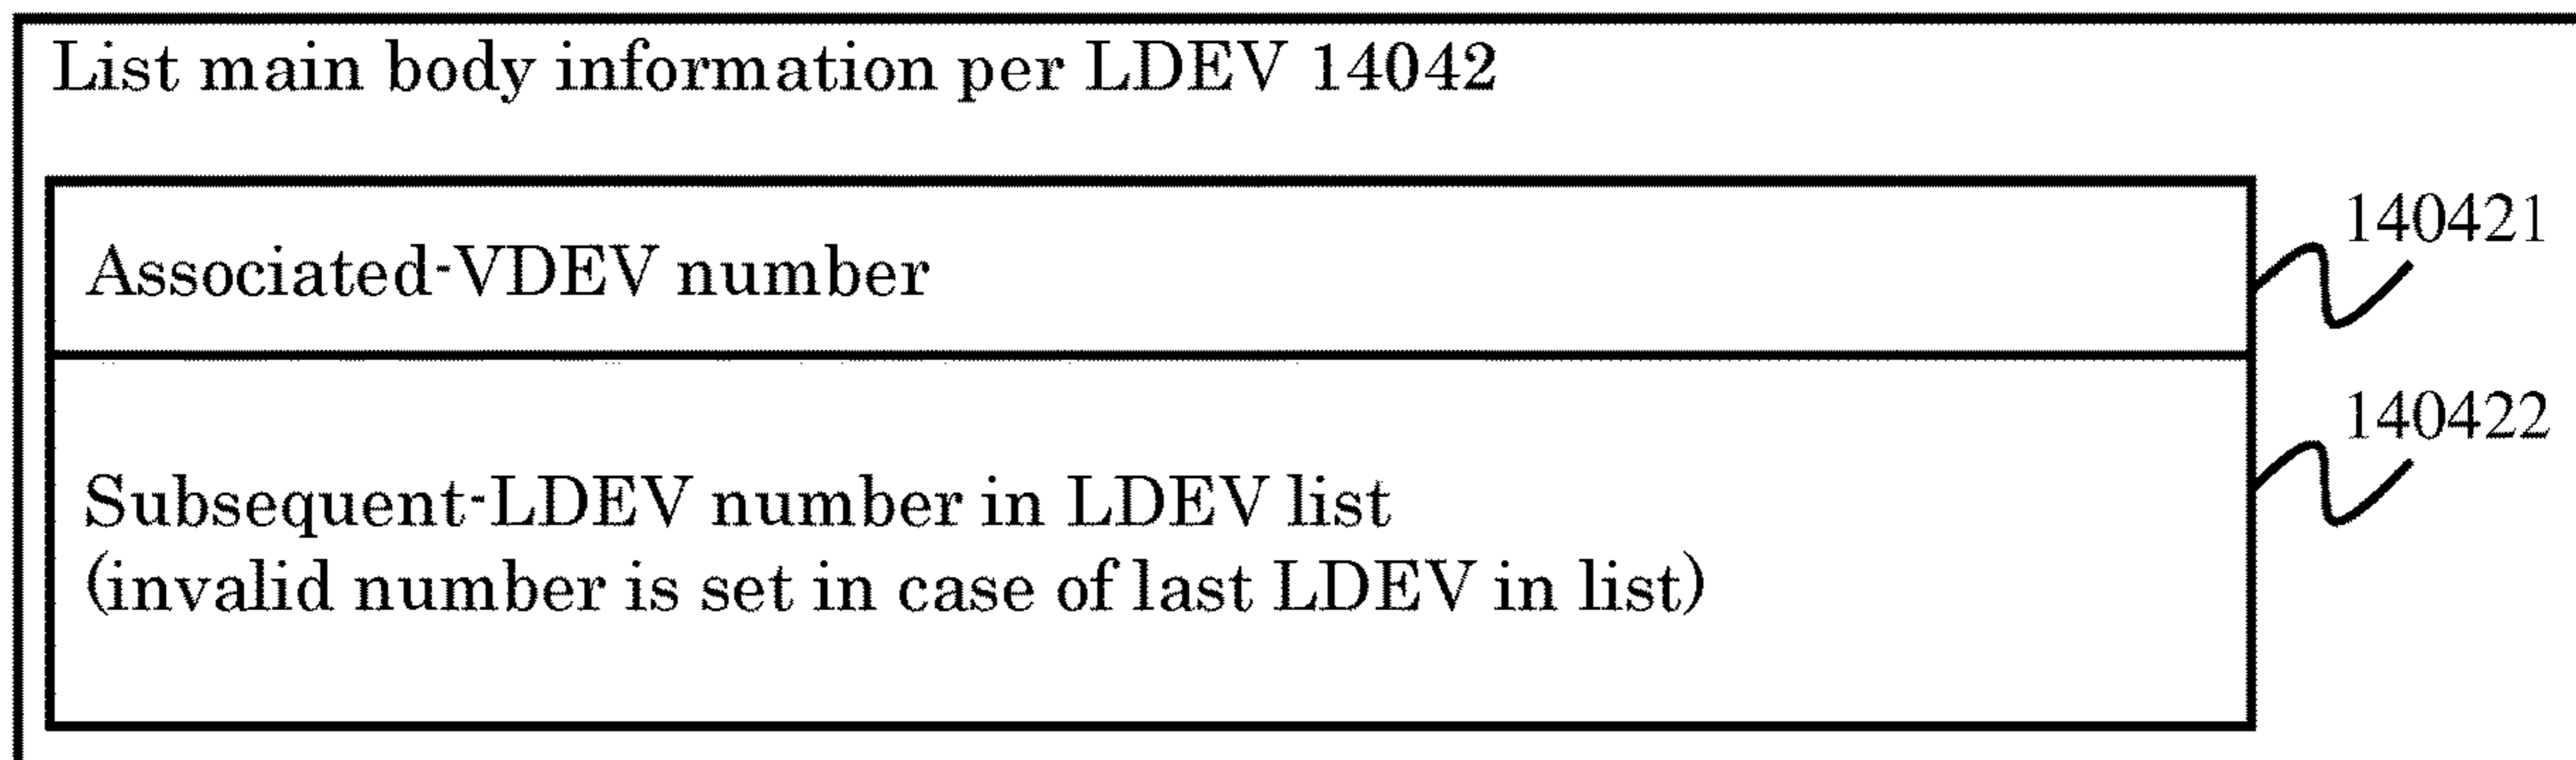 List main body information per LDEV 14042
140421
Associated-VDEV number
140422
Subsequent-LDEV number in LDEV list
(invalid number is set in case of last LDEV in list)